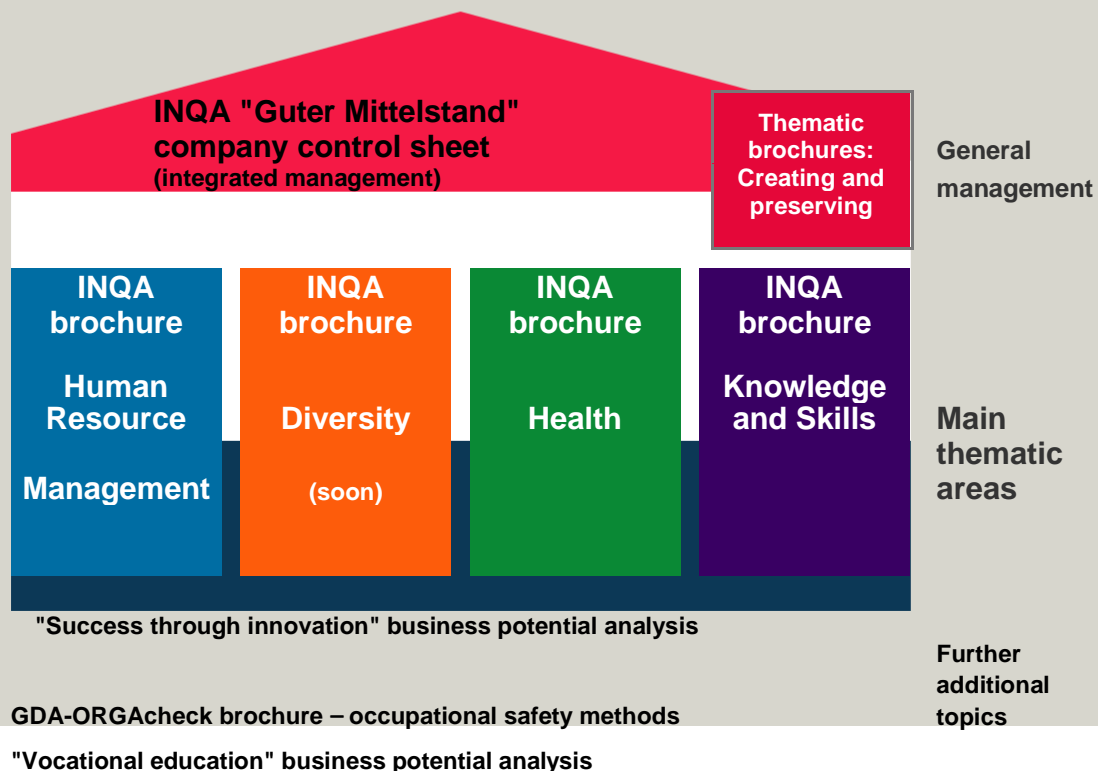 INQA "Guter Mittelstand"
company control sheet
(integrated management)
Thematic
brochures:
Creating and
preserving
General
management
INQA
brochure
Human
Resource
Management
INQA
brochure
Diversity
(soon)
INQA
brochure
Health
INQA
brochure
Knowledge
and Skills
Main
thematic
areas
"Success through innovation" business potential analysis
Further
additional
topics
GDA-ORGAcheck brochure – occupational safety methods
"Vocational education" business potential analysis